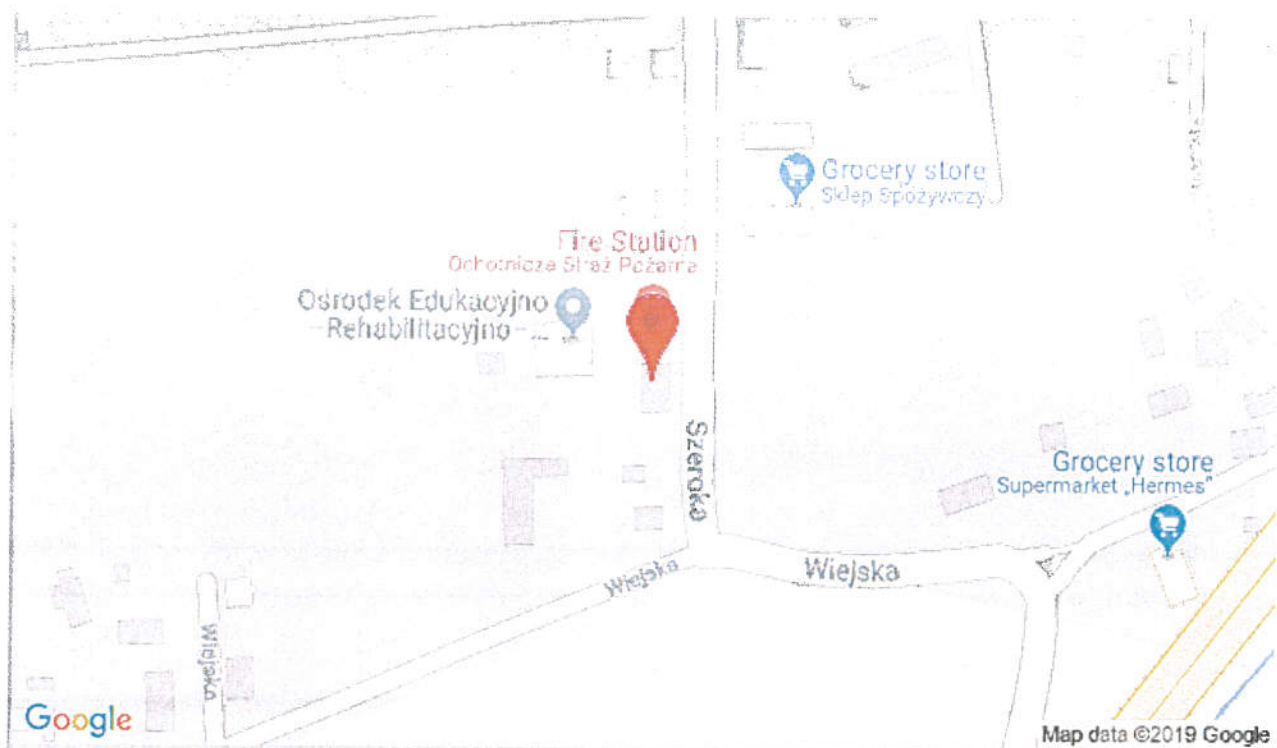 Grocery store
Sklep Spożywczy
Fire Station
Ochotnicza Straż Pożarna
Ośrodek Edukacyjno
Rehabilitacyjno ...
Szeroka
Grocery store
Supermarket „Hermes"
Wiejska
Wiejska
Wiejska
Google
Map data ©2019 Google